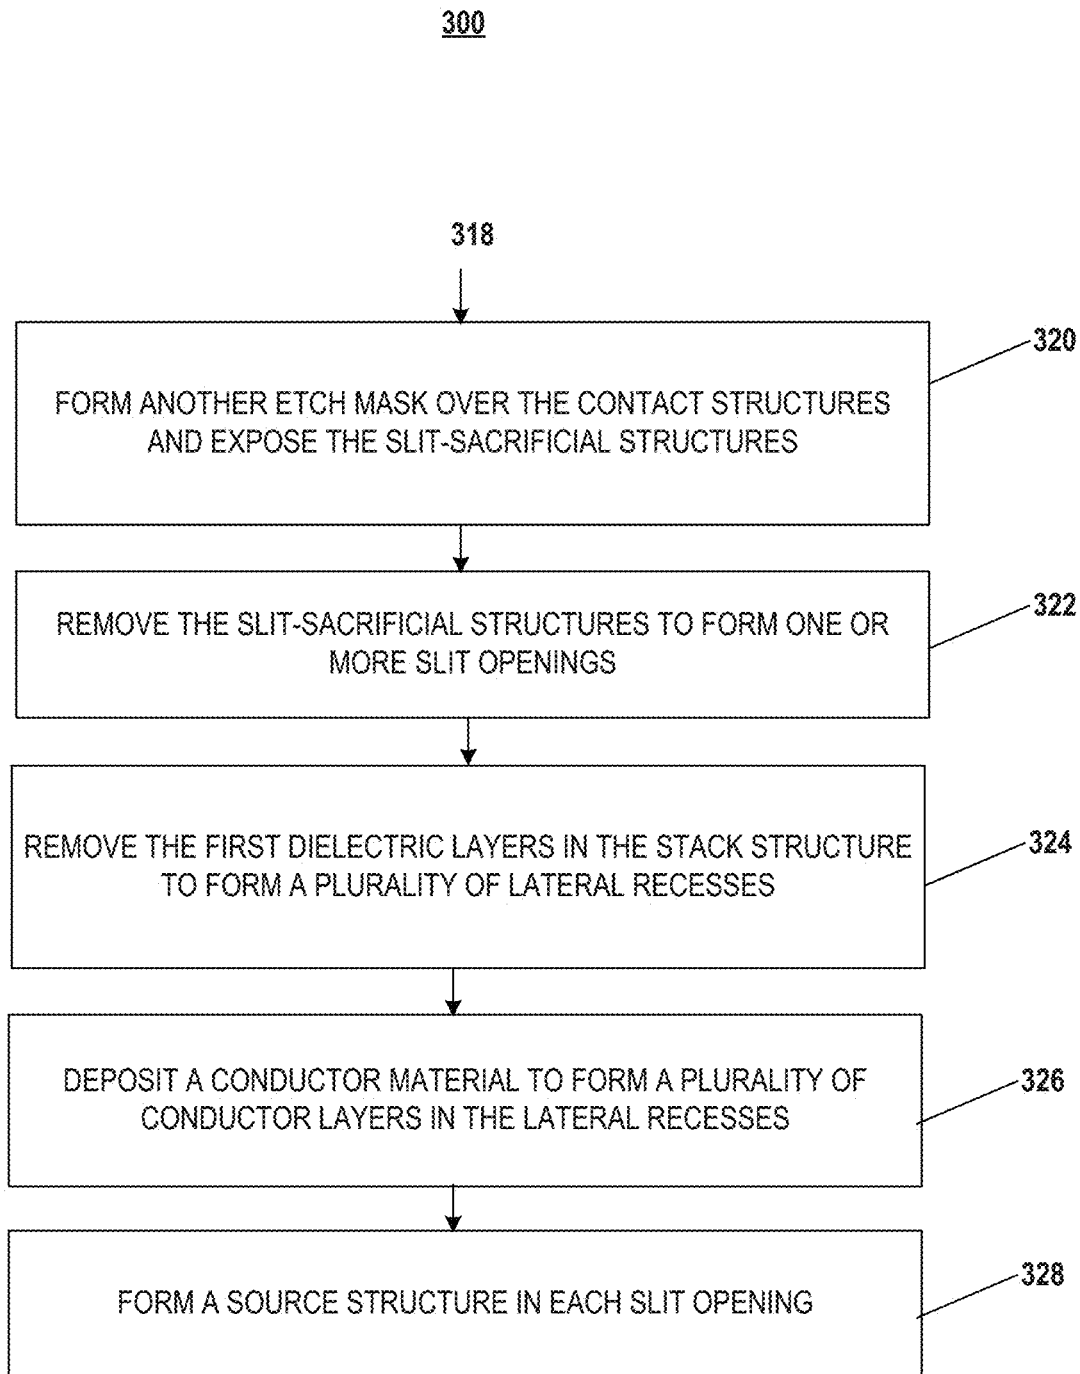 300
318
320
FORM ANOTHER ETCH MASK OVER THE CONTACT STRUCTURES
AND EXPOSE THE SLIT-SACRIFICIAL STRUCTURES
322
REMOVE THE SLIT-SACRIFICIAL STRUCTURES TO FORM ONE OR
MORE SLIT OPENINGS
324
REMOVE THE FIRST DIELECTRIC LAYERS IN THE STACK STRUCTURE
TO FORM A PLURALITY OF LATERAL RECESSES
326
DEPOSIT A CONDUCTOR MATERIAL TO FORM A PLURALITY OF
CONDUCTOR LAYERS IN THE LATERAL RECESSES
328
FORM A SOURCE STRUCTURE IN EACH SLIT OPENING